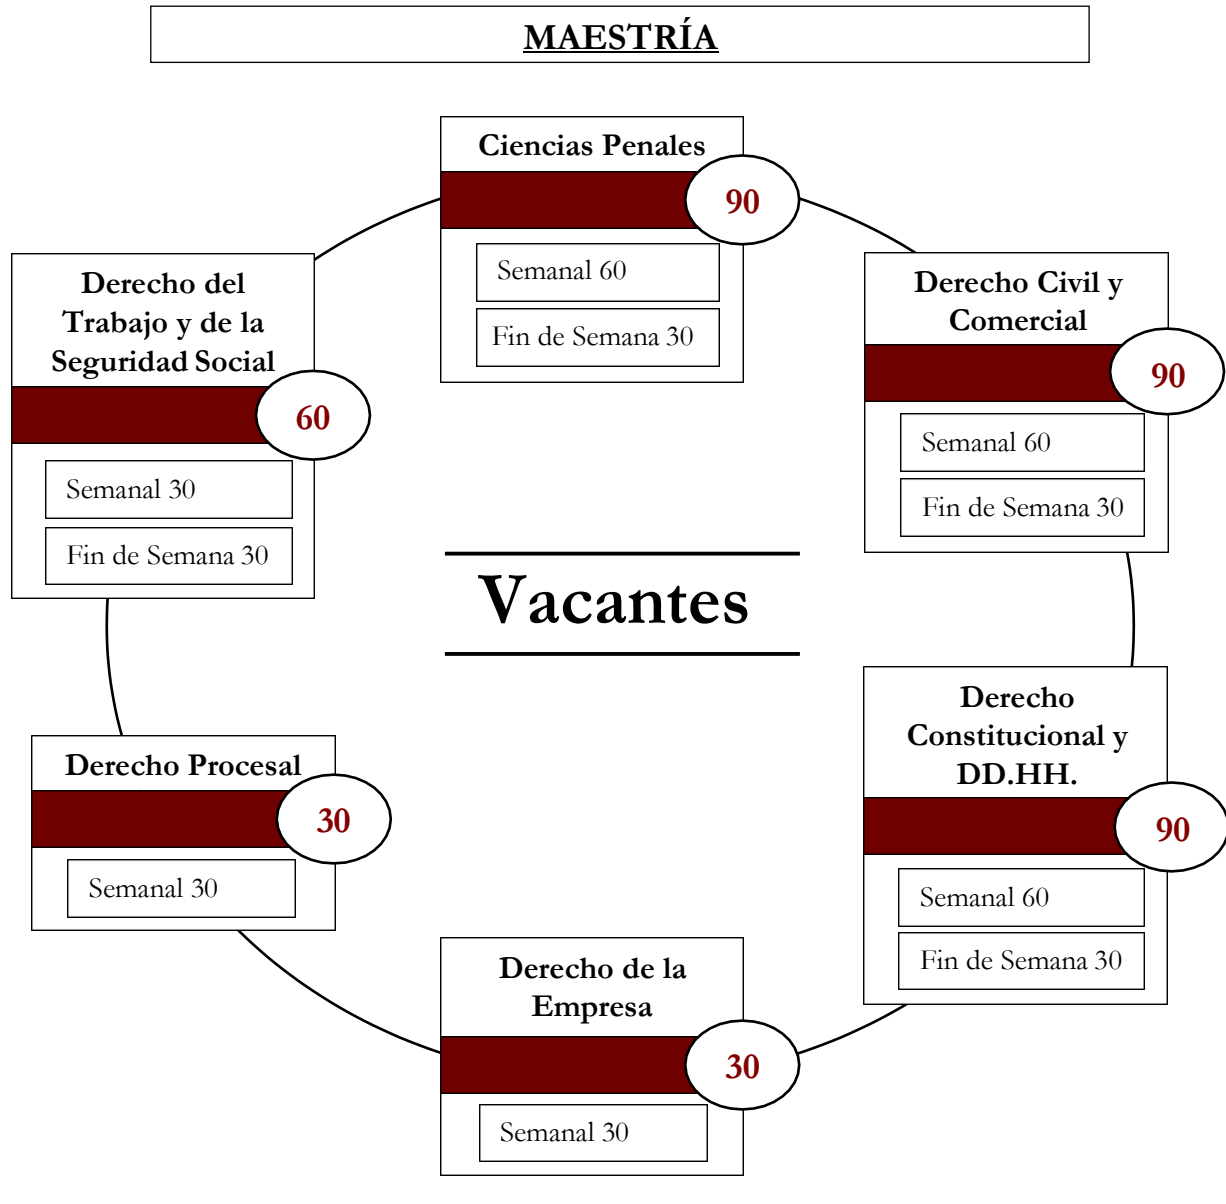 MAESTRÍA
Ciencias Penales
90
Semanal 60
Fin de Semana 30
Derecho Civil y
Comercial
90
Semanal 60
Fin de Semana 30
Derecho del
Trabajo y de la
Seguridad Social
60
Semanal 30
Fin de Semana 30
Vacantes
Derecho
Constitucional y
DD.HH.
90
Semanal 60
Fin de Semana 30
Derecho Procesal
30
Semanal 30
Derecho de la
Empresa
30
Semanal 30